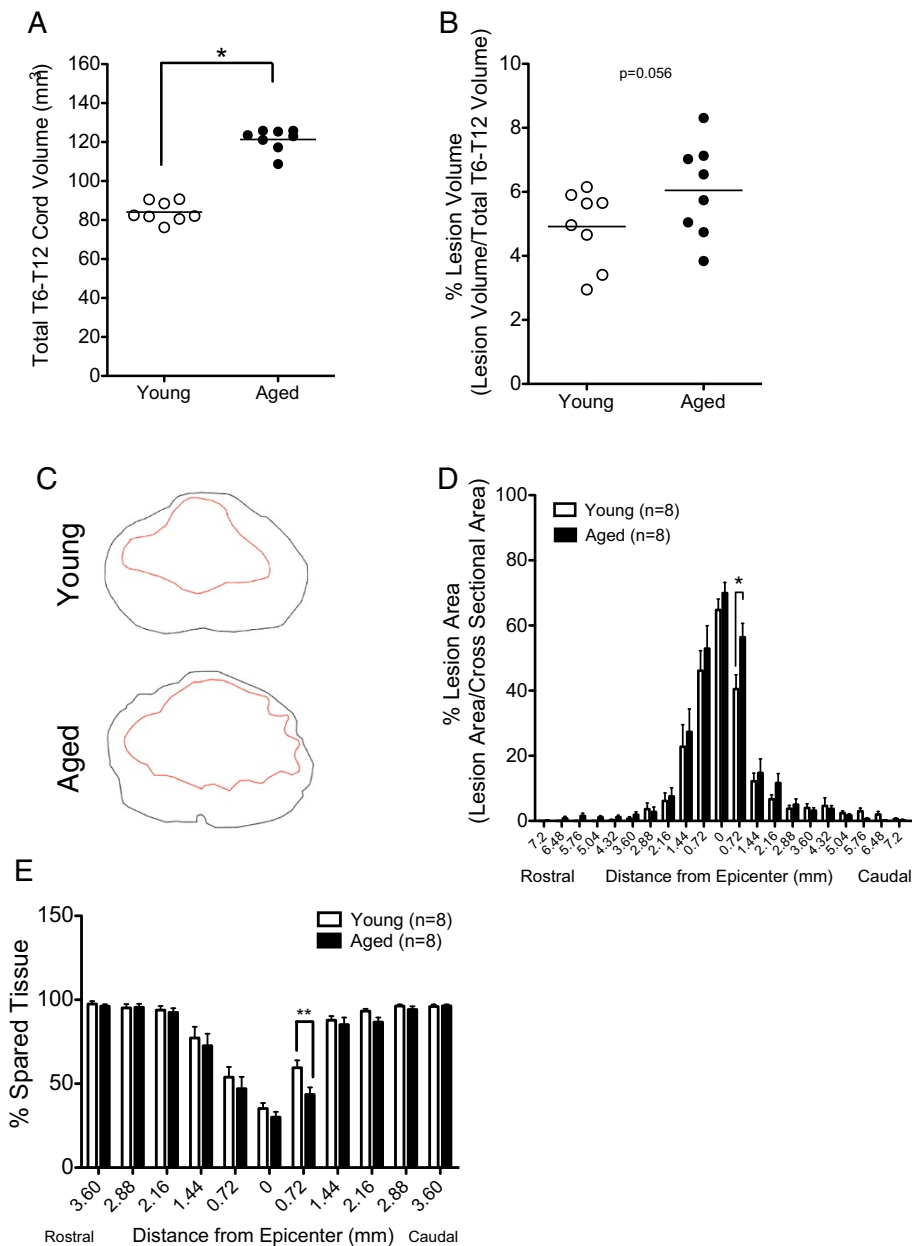 A
Total T6-T12 Cord Volume (mm3)
160
140
120
100
80
60
40
20
0
*
Young
Aged
B
% Lesion Volume
(Lesion Volume/Total T6-T12 Volume)
10
8
6
4
2
0
p=0.056
Young
Aged
C
Young
Aged
D
% Lesion Area
(Lesion Area/Cross Sectional Area)
100
80
60
40
20
0
Young (n=8)
Aged (n=8)
*
7.2
6.48
5.76
5.04
4.32
3.60
2.88
2.16
1.44
0.72
0
0.72
1.44
2.16
2.88
3.60
4.32
5.04
5.76
6.48
7.2
Rostral
Distance from Epicenter (mm)
Caudal
E
% Spared Tissue
150
100
50
0
Young (n=8)
Aged (n=8)
**
3.60
2.88
2.16
1.44
0.72
0
0.72
1.44
2.16
2.88
3.60
Rostral
Distance from Epicenter (mm)
Caudal